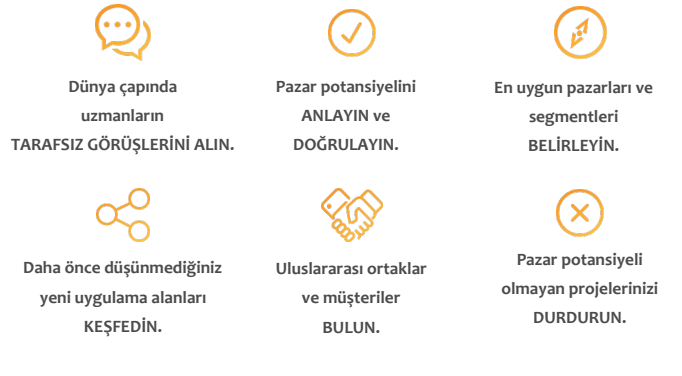 Dünya çapında
uzmanların
TARAFSIZ GÖRÜŞLERİNİ ALIN.
Pazar potansiyelini
ANLAYIN ve
DOĞRULAYIN.
En uygun pazarları ve
segmentleri
BELİRLEYİN.
Daha önce düşünmediğiniz
yeni uygulama alanları
KEŞFEDİN.
Uluslararası ortaklar
ve müşteriler
BULUN.
Pazar potansiyeli
olmayan projelerinizi
DURDURUN.